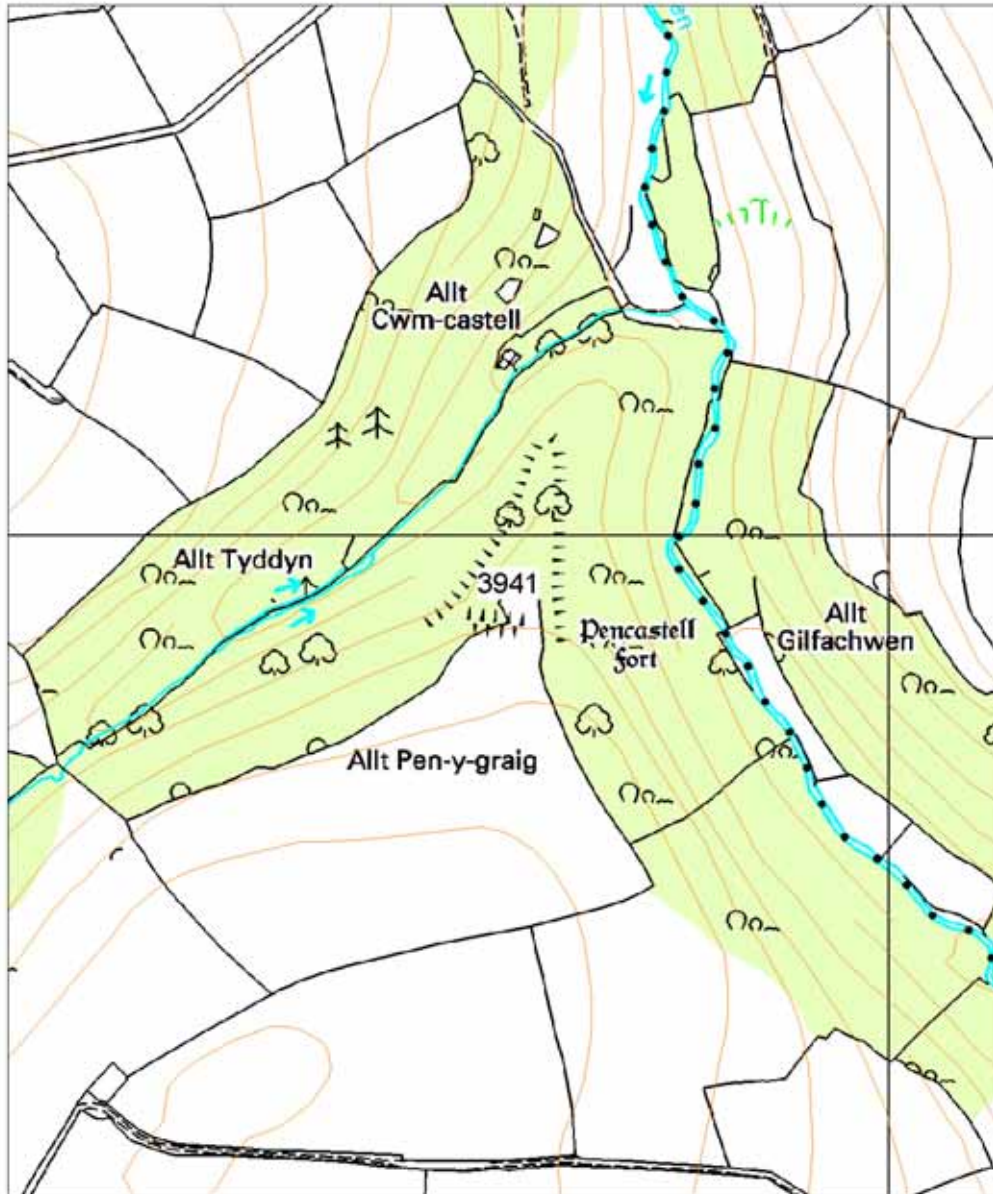 Allt
Cwm-castell
Allt Tyddyn
3941
Pencastell
fort
Allt
Gilfachwen
Allt Pen-y-graig